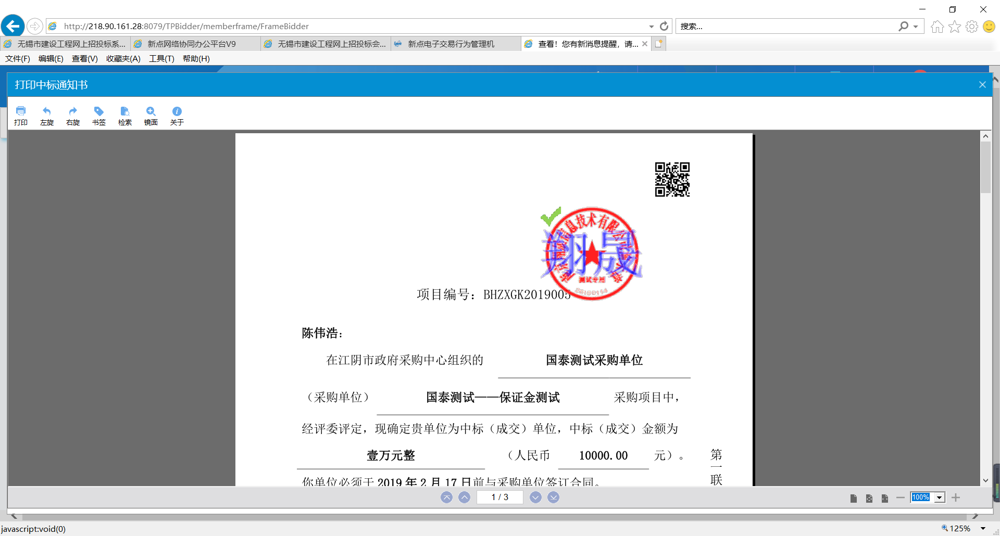 http://218.90.161.28:8079/TPBidder/memberframe/FrameBidder
搜索...
无锡市建设工程网上招投标系...
新点网络协同办公平台V9
无锡市建设工程网上招投标会...
新点电子交易行为管理机
查看！您有新消息提醒，请...
文件(F) 编辑(E) 查看(V) 收藏夹(A) 工具(T) 帮助(H)
打印中标通知书
打印 左旋 右旋 书签 检索 镜面 关于
信息技术有限公司
翔晟
测试专用
项目编号：BHZXGK2019005
陈伟浩：
在江阴市政府采购中心组织的 国泰测试采购单位
（采购单位） 国泰测试——保证金测试 采购项目中，
经评委评定，现确定贵单位为中标（成交）单位，中标（成交）金额为
壹万元整 （人民币 10000.00 元）。
你单位必须于 2019 年 2 月 17 日前与采购单位签订合同。
第一联
1 / 3
100%
javascript:void(0)
125%